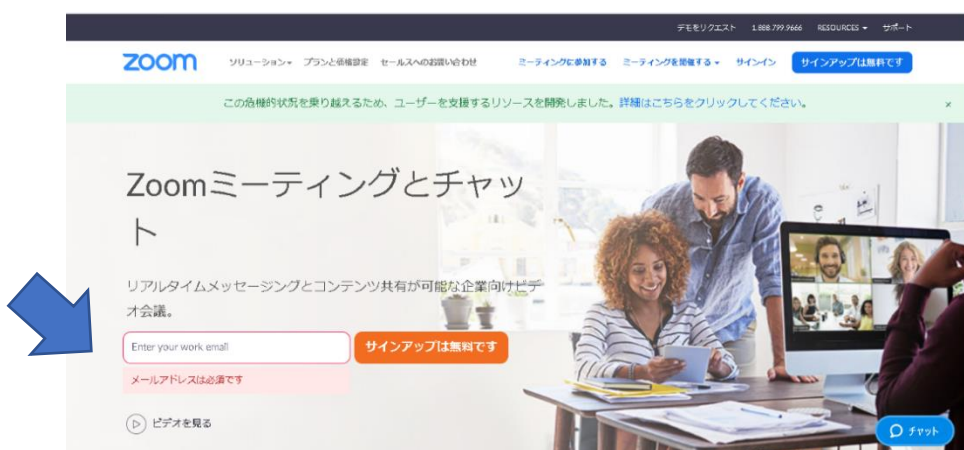 デモをリクエスト 1.888.799.9666 RESOURCES サポート
zoom ソリューション プランと価格設定 セールスへのお問い合わせ ミーティングに参加する ミーティングを開催する サインイン サインアップは無料です
この危機的状況を乗り越えるため、ユーザーを支援するリソースを開発しました。詳細はこちらをクリックしてください。 ×
Zoomミーティングとチャッ
ト
リアルタイムメッセージングとコンテンツ共有が可能な企業向けビデ
オ会議。
Enter your work email サインアップは無料です
メールアドレスは必須です
ビデオを見る
チャット